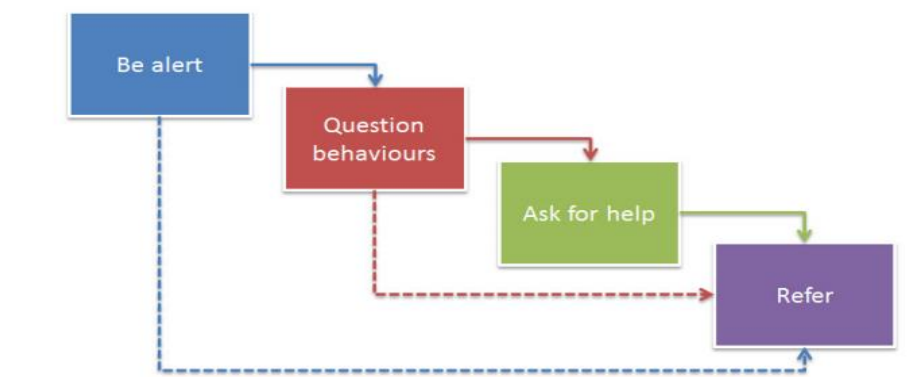 Be alert
Question
behaviours
Ask for help
Refer